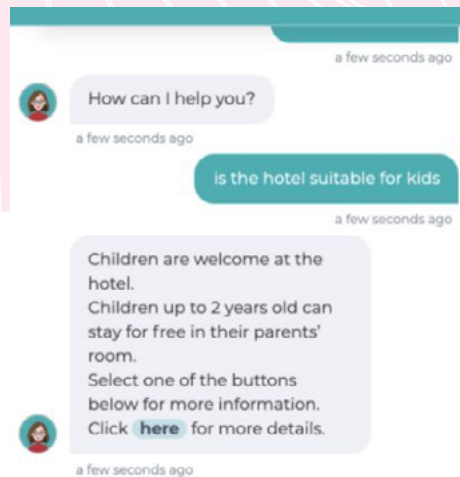 a few seconds ago
How can I help you?
a few seconds ago
is the hotel suitable for kids
a few seconds ago
Children are welcome at the
hotel.
Children up to 2 years old can
stay for free in their parents'
room.
Select one of the buttons
below for more information.
Click here for more details.
a few seconds ago